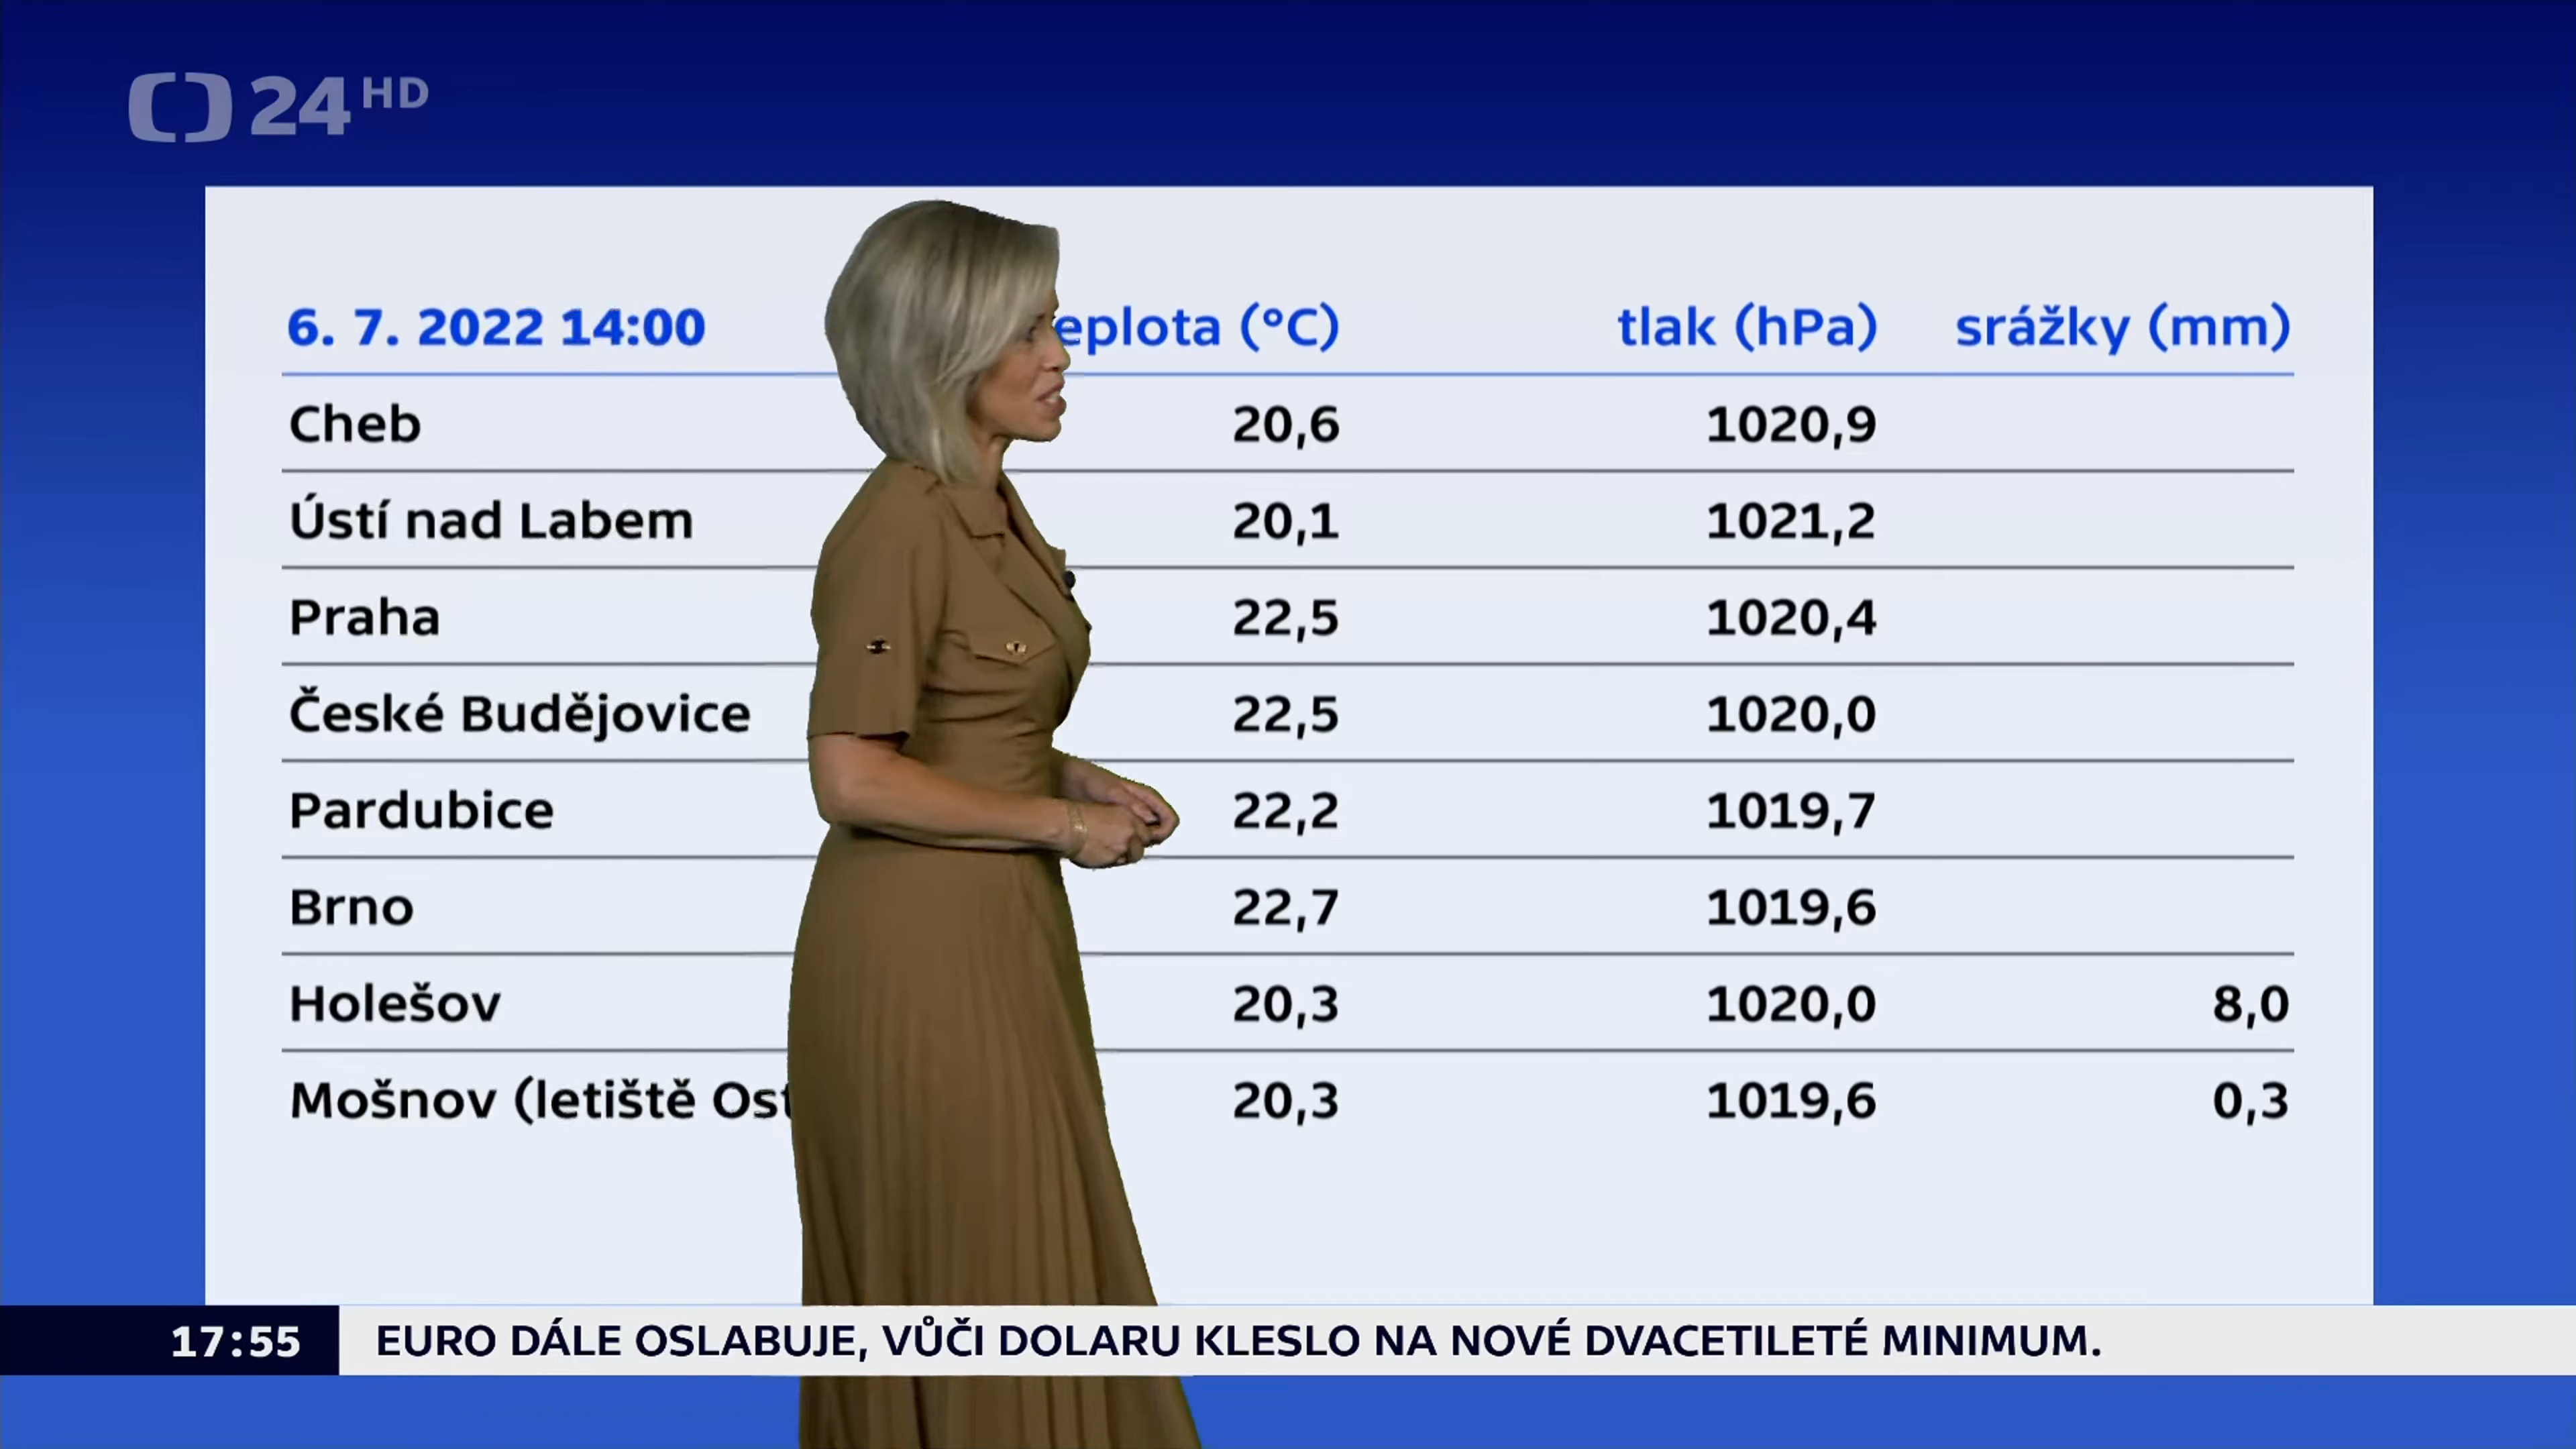 24 HD
6. 7. 2022 14:00 eplota (°C) tlak (hPa) srážky (mm)
Cheb 20,6 1020,9
Ústí nad Labem 20,1 1021,2
Praha 22,5 1020,4
České Budějovice 22,5 1020,0
Pardubice 22,2 1019,7
Brno 22,7 1019,6
Holešov 20,3 1020,0 8,0
Mošnov (letiště Ost 20,3 1019,6 0,3
17:55 EURO DÁLE OSLABUJE, VŮČI DOLARU KLESLO NA NOVÉ DVACETILETÉ MINIMUM.